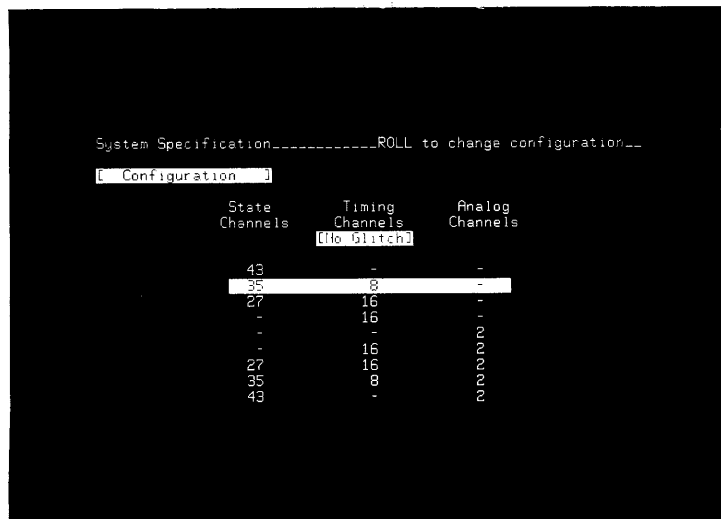 System Specification____________ROLL to change configuration__
[ Configuration ]
State Timing Analog
Channels Channels Channels
[No Glitch]
43 - -
35 8 -
27 16 -
- 16 -
- - 2
- 16 2
27 16 2
35 8 2
43 - 2